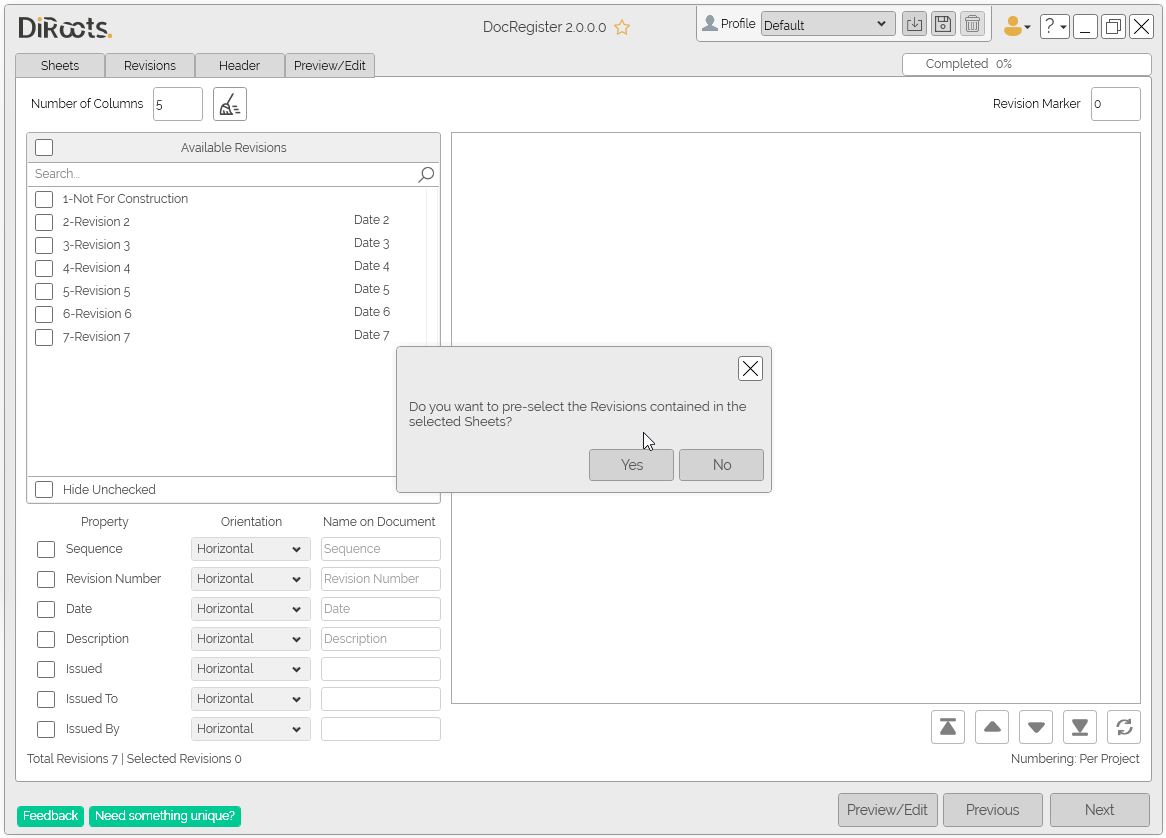 DiRoots.
DocRegister 2.0.0.0
Profile
Default
?
Sheets
Revisions
Header
Preview/Edit
Completed 0%
Number of Columns
5
Revision Marker
0
Available Revisions
Search...
1-Not For Construction
2-Revision 2 Date 2
3-Revision 3 Date 3
4-Revision 4 Date 4
5-Revision 5 Date 5
6-Revision 6 Date 6
7-Revision 7 Date 7
Do you want to pre-select the Revisions contained in the
selected Sheets?
Yes
No
Hide Unchecked
Property Orientation Name on Document
Sequence Horizontal Sequence
Revision Number Horizontal Revision Number
Date Horizontal Date
Description Horizontal Description
Issued Horizontal
Issued To Horizontal
Issued By Horizontal
Total Revisions 7 | Selected Revisions 0
Numbering: Per Project
Feedback
Need something unique?
Preview/Edit
Previous
Next